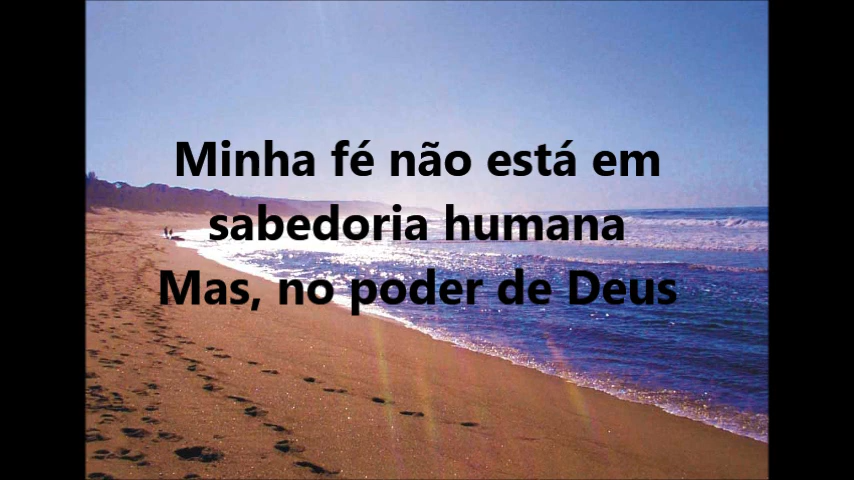 Minha fé não está em
sabedoria humana
Mas, no poder de Deus